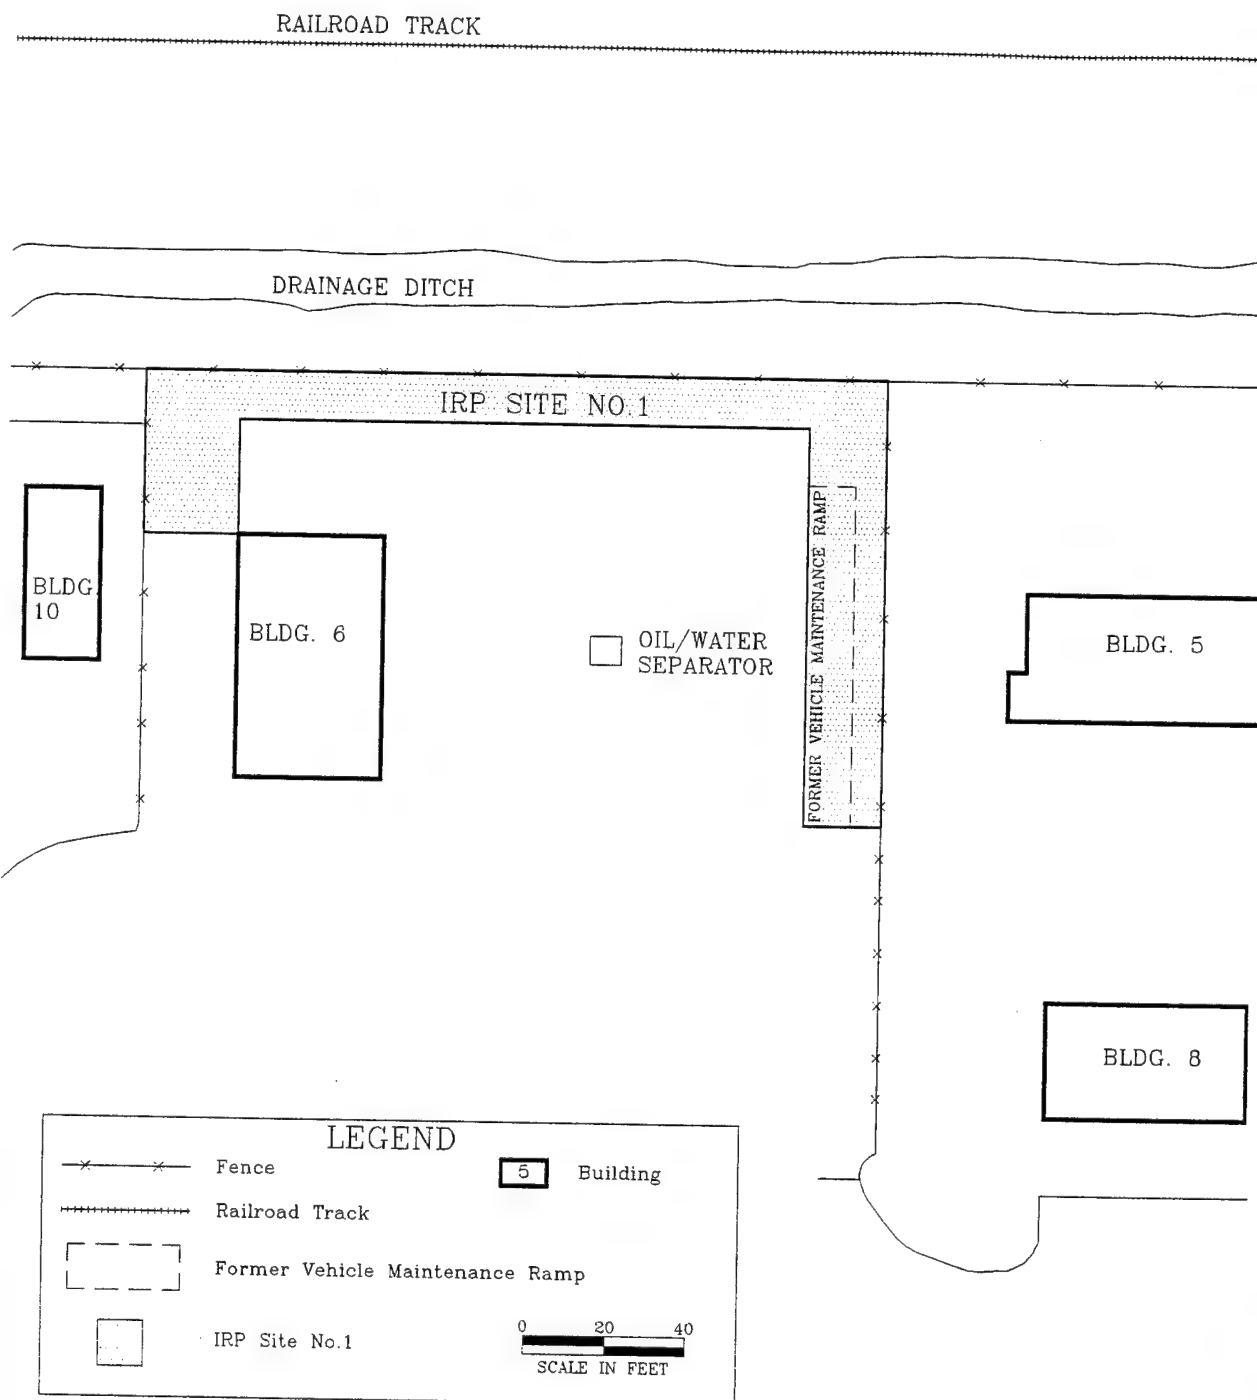 RAILROAD TRACK
DRAINAGE DITCH
IRP SITE NO.1
FORMER VEHICLE MAINTENANCE RAMP
BLDG.
10
BLDG. 6
OIL/WATER
SEPARATOR
BLDG. 5
BLDG. 8
LEGEND
Fence
5 Building
Railroad Track
Former Vehicle Maintenance Ramp
IRP Site No.1
0 20 40
SCALE IN FEET